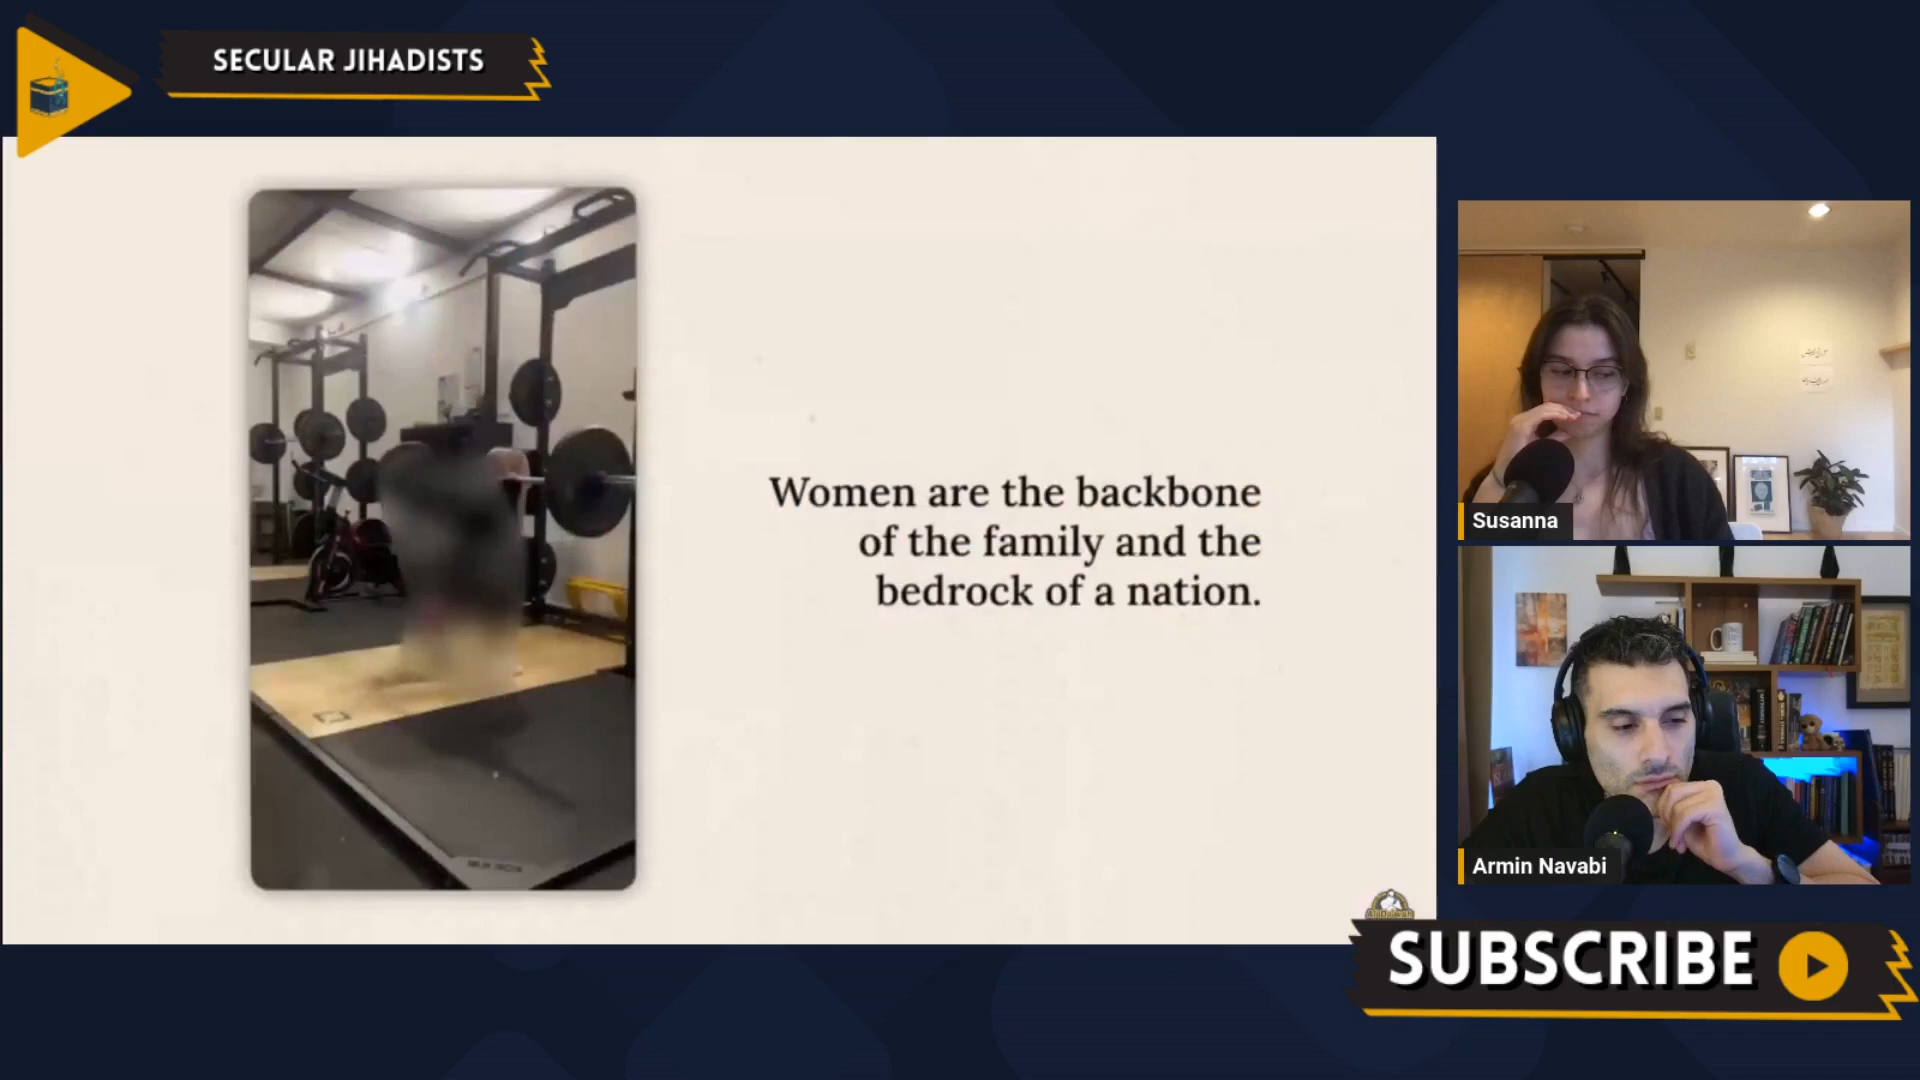 SECULAR JIHADISTS
Women are the backbone
of the family and the
bedrock of a nation.
Susanna
Armin Navabi
SUBSCRIBE